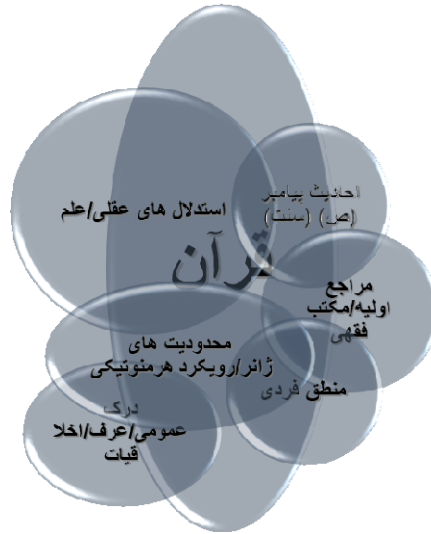 احادیث پیامبر
(ص) (سنت)
استدلال های عقلی/علم
قرآن
مراجع
اولیه/مکتب
فقهی
محدودیت های
ژانر/رویکرد هرمنوتیکی
منطق فردی
درک
عمومی/عرف/اخلا
قیات